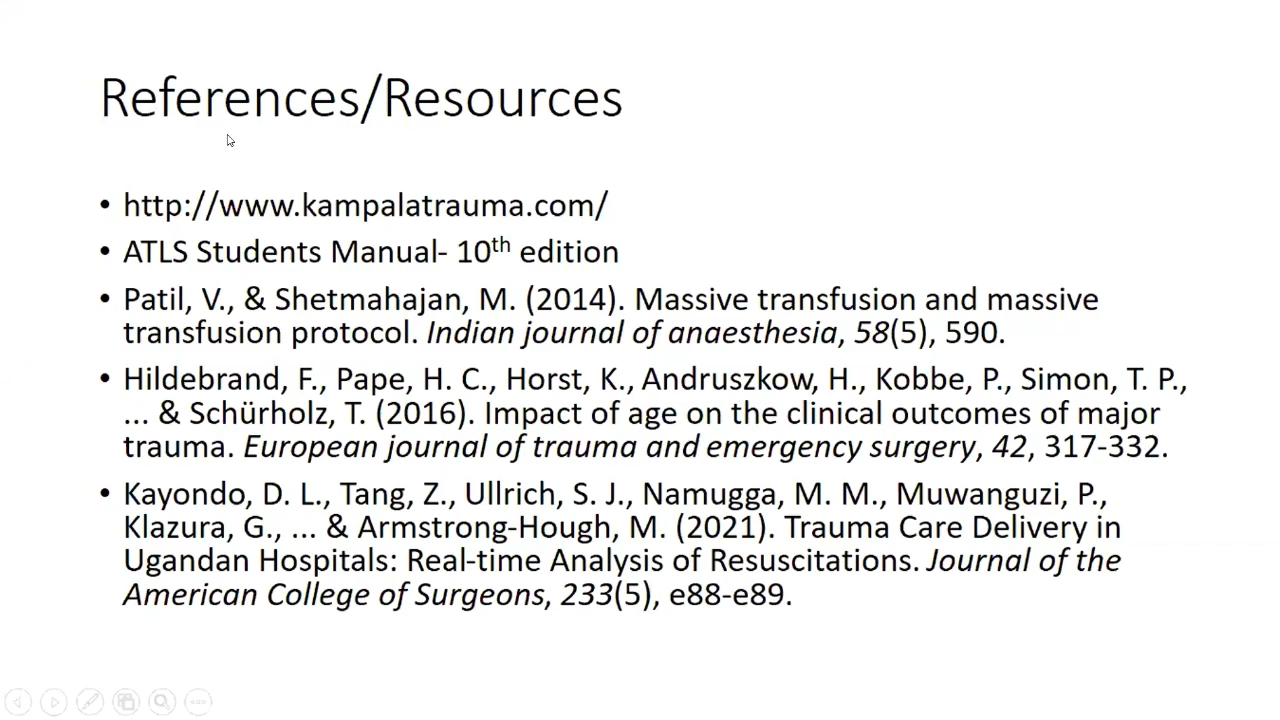 References/Resources
• http://www.kampalatrauma.com/
• ATLS Students Manual- 10th edition
• Patil, V., & Shetmahajan, M. (2014). Massive transfusion and massive
transfusion protocol. Indian journal of anaesthesia, 58(5), 590.
• Hildebrand, F., Pape, H. C., Horst, K., Andruszkow, H., Kobbe, P., Simon, T. P.,
... & Schürholz, T. (2016). Impact of age on the clinical outcomes of major
trauma. European journal of trauma and emergency surgery, 42, 317-332.
• Kayondo, D. L., Tang, Z., Ullrich, S. J., Namugga, M. M., Muwanguzi, P.,
Klazura, G., ... & Armstrong-Hough, M. (2021). Trauma Care Delivery in
Ugandan Hospitals: Real-time Analysis of Resuscitations. Journal of the
American College of Surgeons, 233(5), e88-e89.